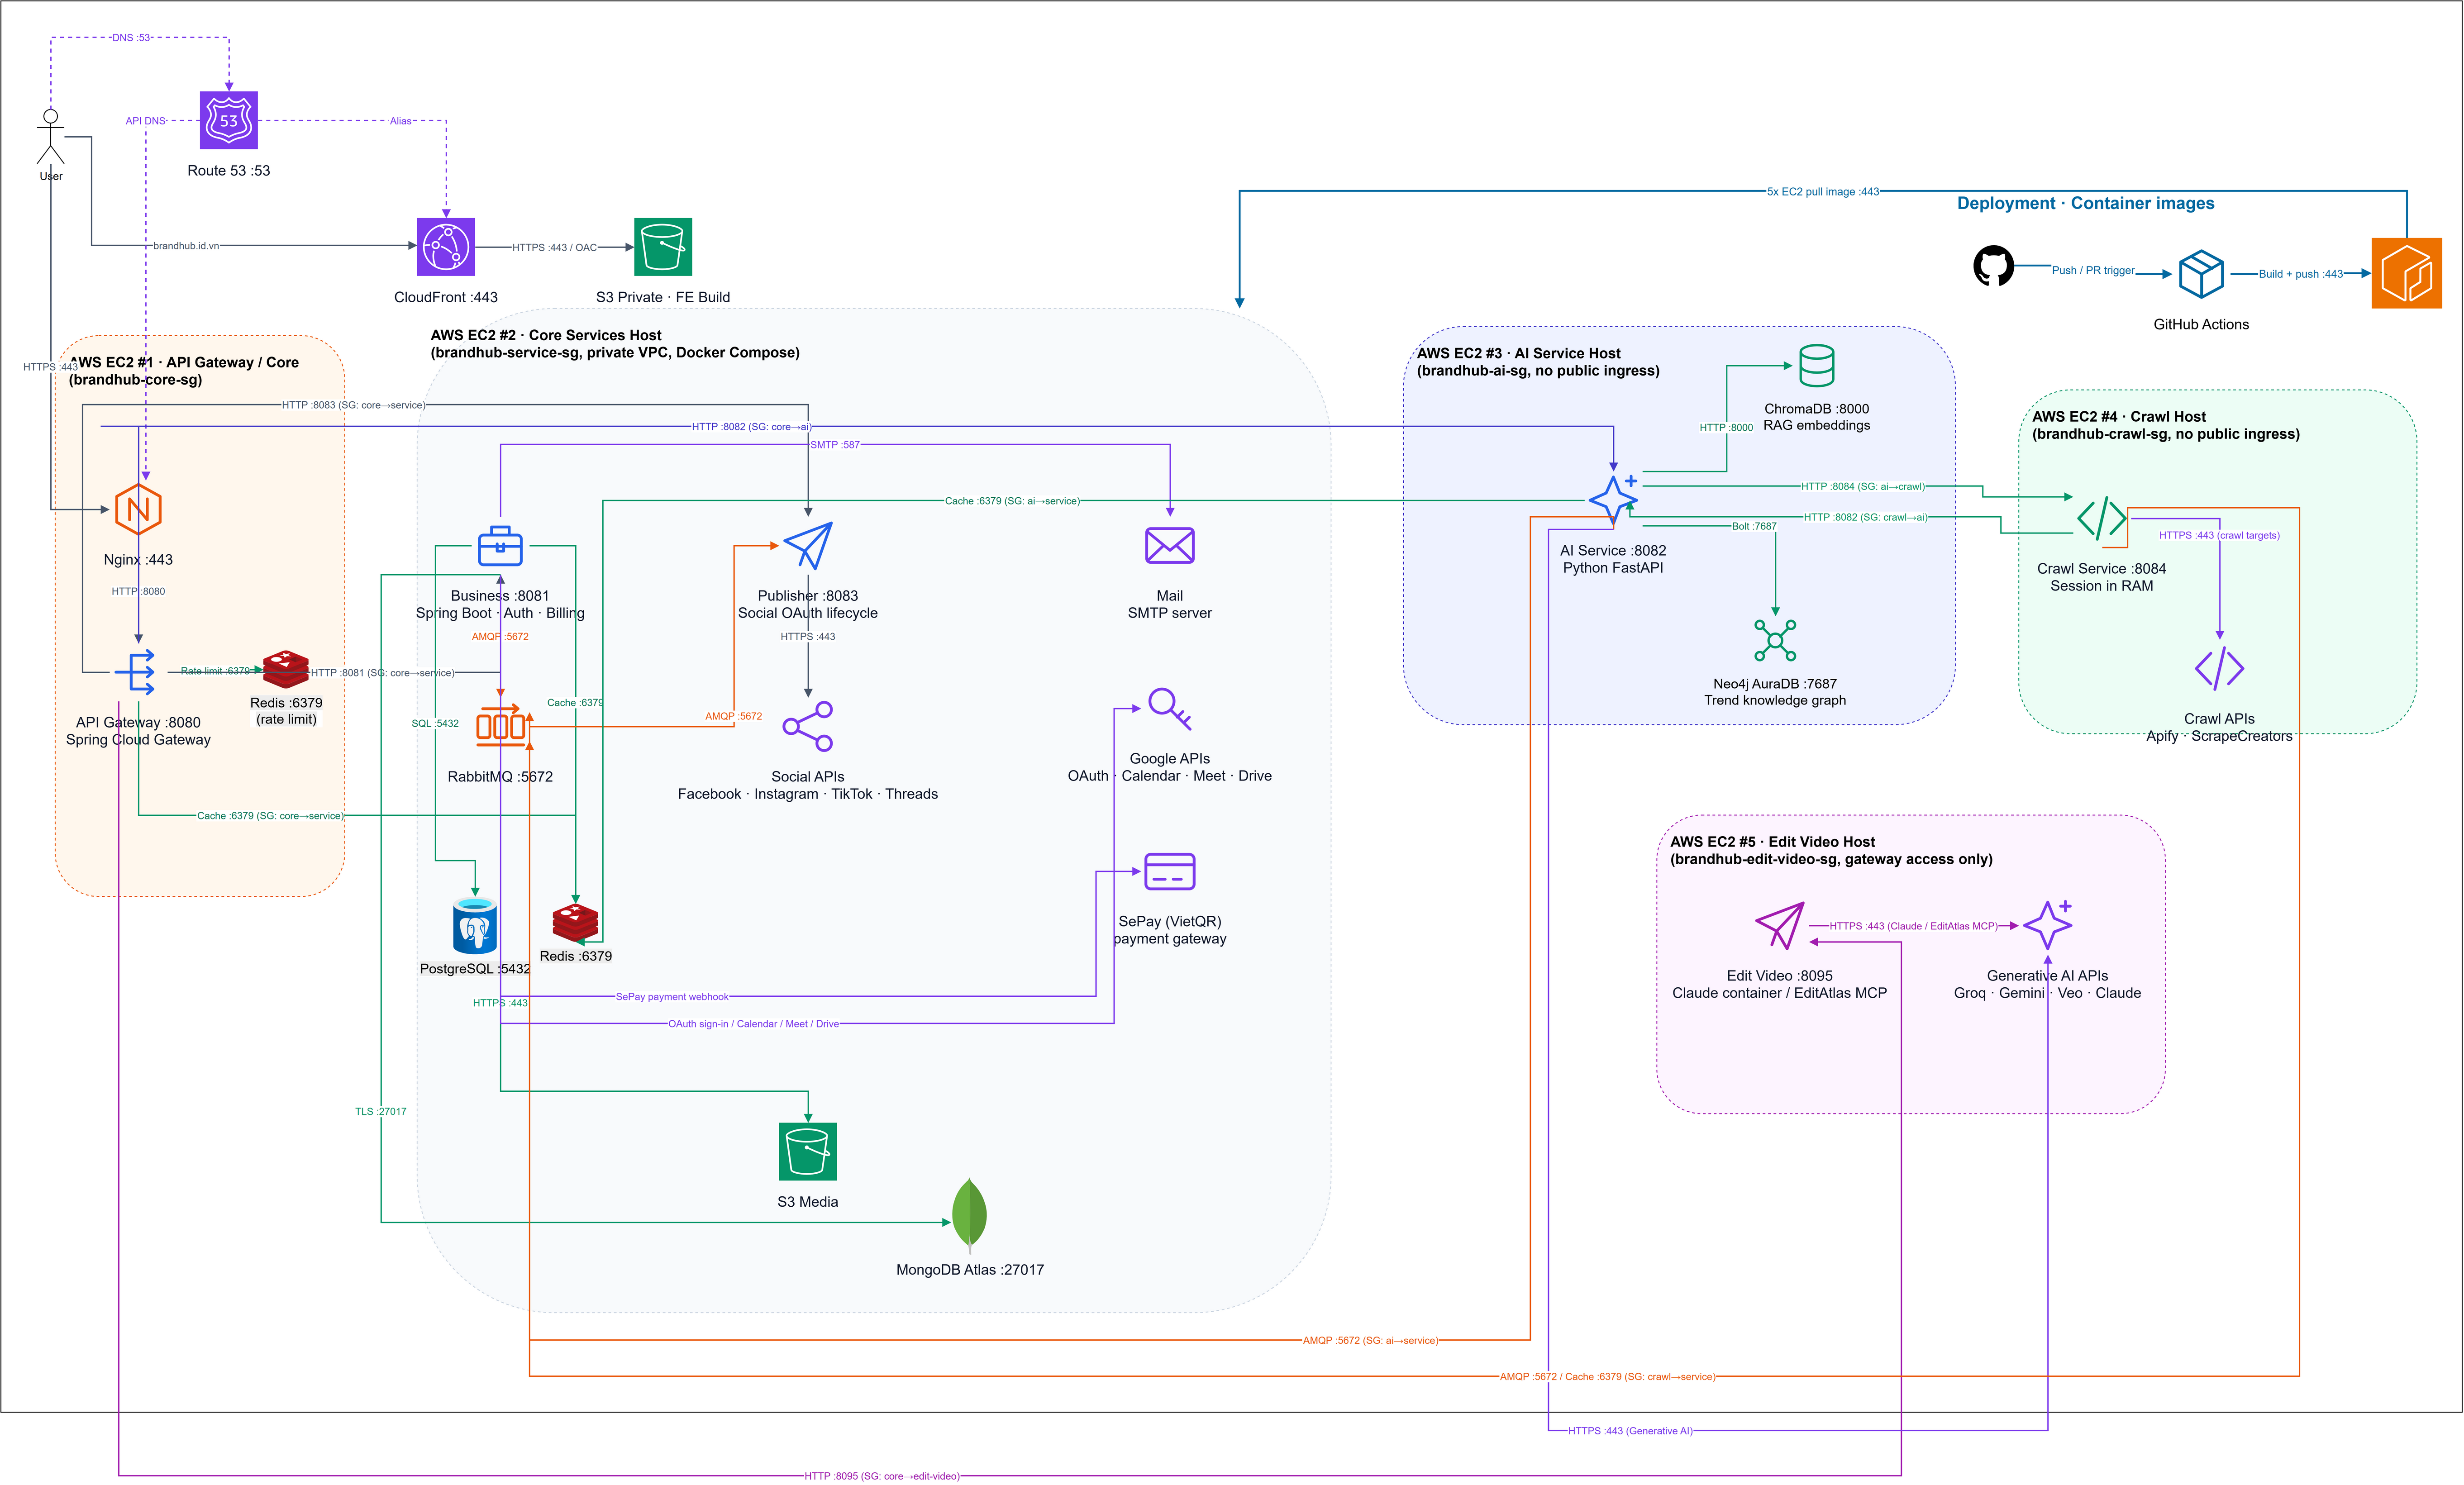 DNS :53
53
API DNS
Alias
User
Route 53 :53
5x EC2 pull image :443
Deployment · Container images
brandhub.id.vn
HTTPS :443 / OAC
Push / PR trigger
Build + push :443
CloudFront :443
S3 Private · FE Build
GitHub Actions
HTTPS :443
AWS EC2 #1 · API Gateway / Core
(brandhub-core-sg)
AWS EC2 #2 · Core Services Host
(brandhub-service-sg, private VPC, Docker Compose)
AWS EC2 #3 · AI Service Host
(brandhub-ai-sg, no public ingress)
AWS EC2 #4 · Crawl Host
(brandhub-crawl-sg, no public ingress)
HTTP :8083 (SG: core→service)
HTTP :8082 (SG: core→ai)
SMTP :587
Cache :6379 (SG: ai→service)
ChromaDB :8000
RAG embeddings
HTTP :8000
HTTP :8084 (SG: ai→crawl)
HTTP :8082 (SG: crawl→ai)
Bolt :7687
HTTPS :443 (crawl targets)
Nginx :443
HTTP :8080
Business :8081
Spring Boot · Auth · Billing
Publisher :8083
Social OAuth lifecycle
Mail
SMTP server
AI Service :8082
Python FastAPI
Crawl Service :8084
Session in RAM
AMQP :5672
HTTPS :443
Rate limit :6379
HTTP :8081 (SG: core→service)
Redis :6379
(rate limit)
API Gateway :8080
Spring Cloud Gateway
Cache :6379
SQL :5432
AMQP :5672
RabbitMQ :5672
Social APIs
Facebook · Instagram · TikTok · Threads
Google APIs
OAuth · Calendar · Meet · Drive
Neo4j AuraDB :7687
Trend knowledge graph
Crawl APIs
Apify · ScrapeCreators
Cache :6379 (SG: core→service)
AWS EC2 #5 · Edit Video Host
(brandhub-edit-video-sg, gateway access only)
SePay (VietQR)
payment gateway
PostgreSQL :5432
Redis :6379
HTTPS :443 (Claude / EditAtlas MCP)
Edit Video :8095
Claude container / EditAtlas MCP
Generative AI APIs
Groq · Gemini · Veo · Claude
SePay payment webhook
HTTPS :443
OAuth sign-in / Calendar / Meet / Drive
TLS :27017
S3 Media
MongoDB Atlas :27017
AMQP :5672 (SG: ai→service)
AMQP :5672 / Cache :6379 (SG: crawl→service)
HTTPS :443 (Generative AI)
HTTP :8095 (SG: core→edit-video)